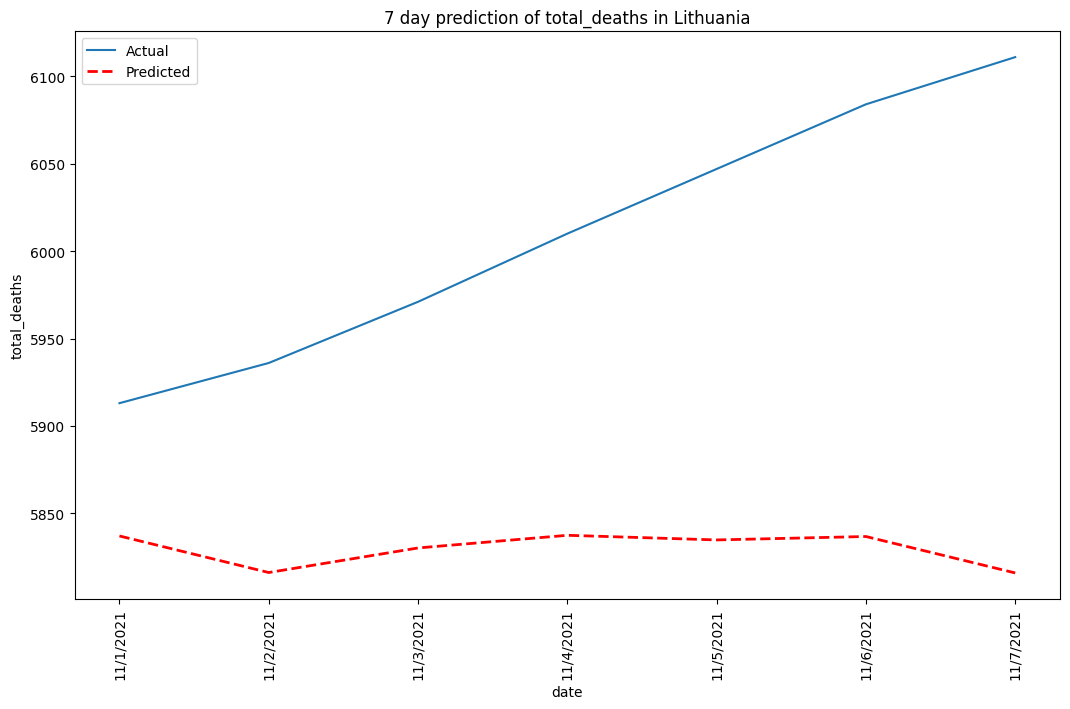 7 day prediction of total_deaths in Lithuania
Actual
Predicted
total_deaths
6100
6050
6000
5950
5900
5850
11/1/2021
11/2/2021
11/3/2021
11/4/2021
11/5/2021
11/6/2021
11/7/2021
date